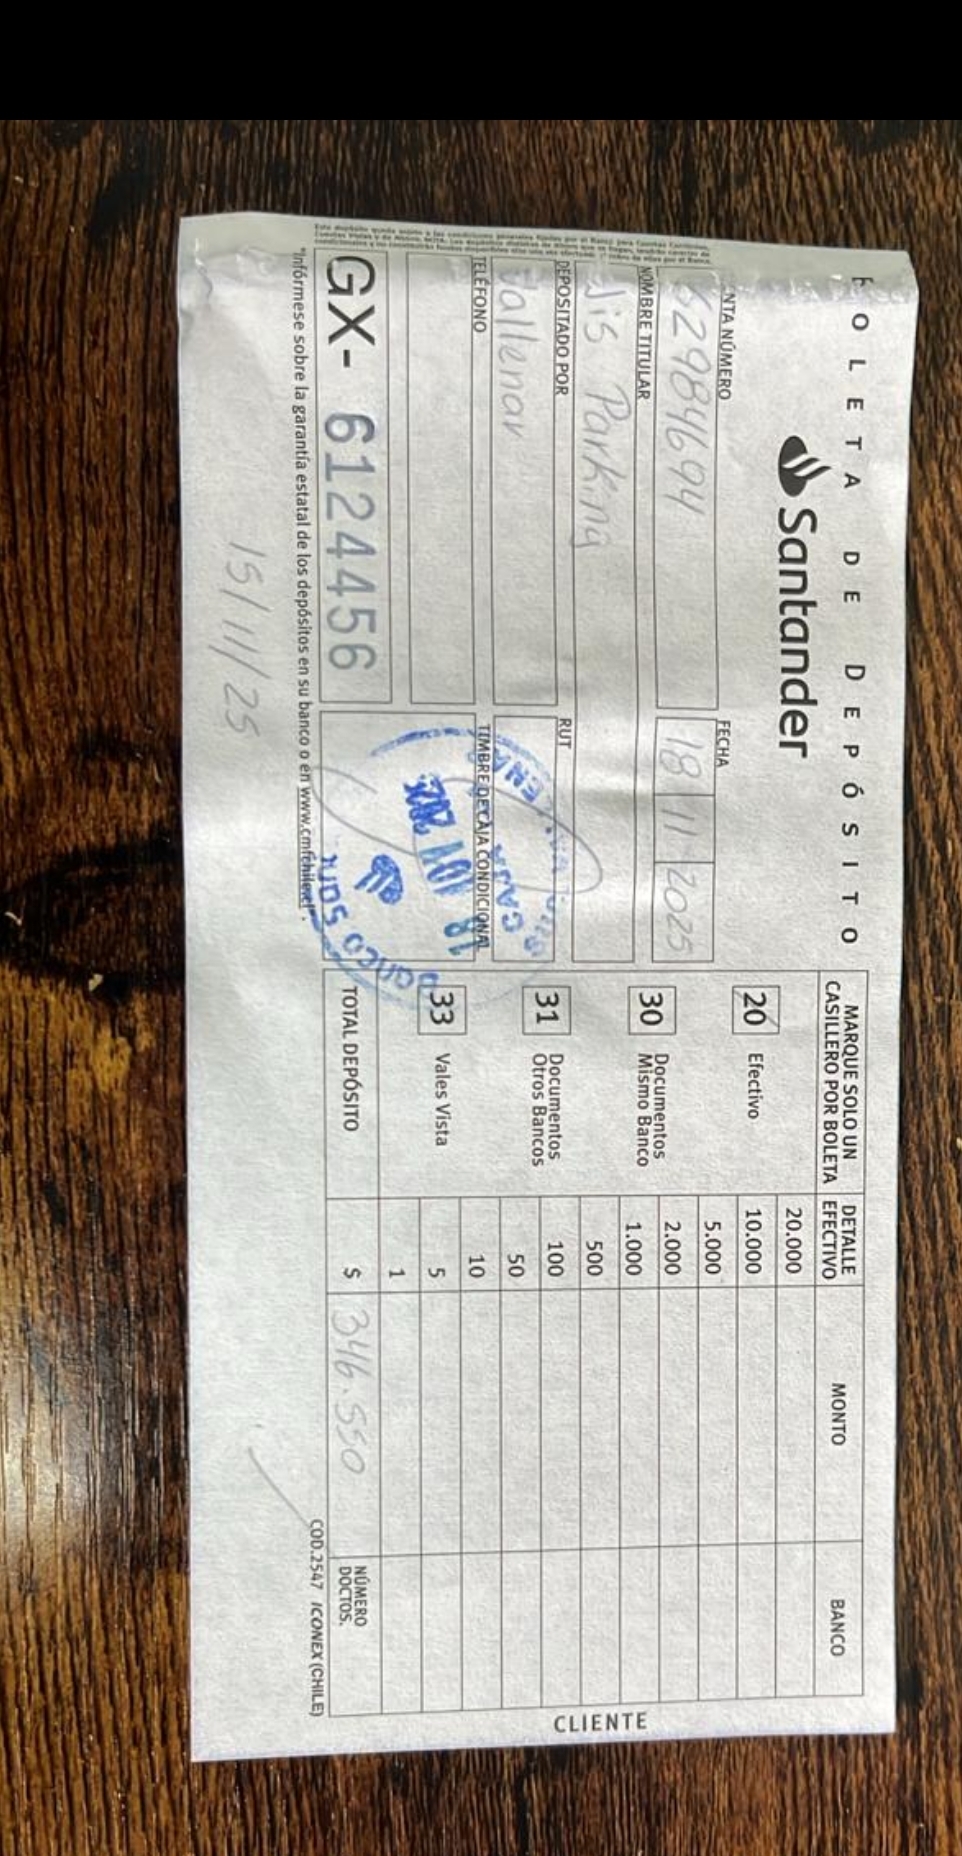 BOLETA DE DEPÓSITO
Santander
NTA NÚMERO
6298446694
FECHA
18 11 2025
NOMBRE TITULAR
Jis Parking
DEPOSITADO POR
Vallenar
RUT
TELÉFONO
TIMBRE DE CAJA CONDICIONAL
GX- 6124456
CAJA
18 NOV 2025
*Infórmese sobre la garantía estatal de los depósitos en su banco o en www.cmfchile.cl*.
15/11/25
MARQUE SOLO UN
CASILLERO POR BOLETA
20 Efectivo
30 Documentos
Mismo Banco
31 Documentos
Otros Bancos
33 Vales Vista
TOTAL DEPÓSITO
DETALLE
EFECTIVO
MONTO
BANCO
20.000
10.000
5.000
2.000
1.000
500
100
50
10
5
1
$ 346.550
NÚMERO
DOCTOS.
COD.2547 ICONEX (CHILE)
CLIENTE